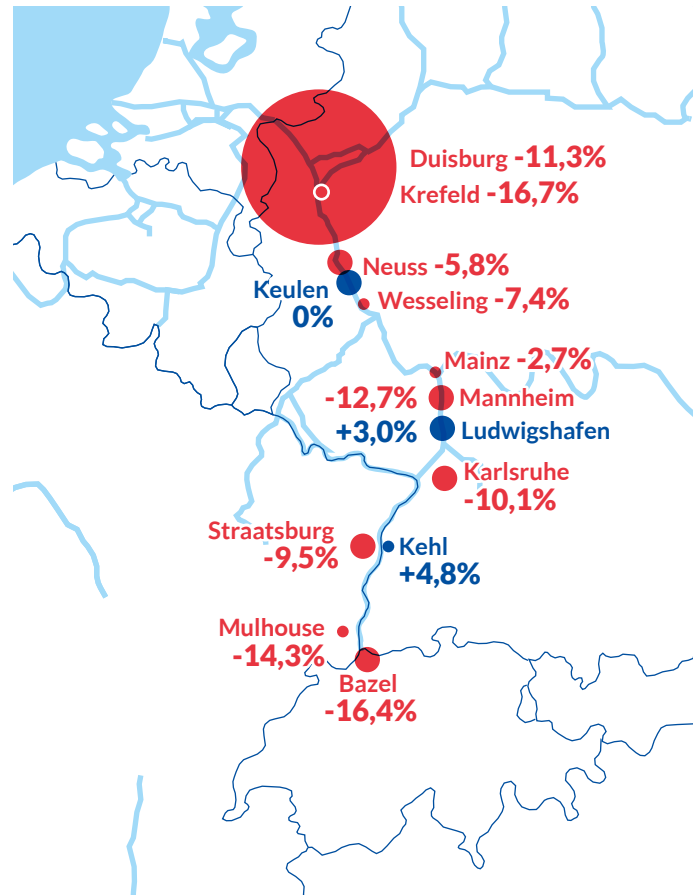 Duisburg -11,3%
Krefeld -16,7%
Neuss -5,8%
Keulen
0%
Wesseling -7,4%
Mainz -2,7%
-12,7% Mannheim
+3,0% Ludwigshafen
Karlsruhe
-10,1%
Straatsburg
-9,5%
Kehl
+4,8%
Mulhouse
-14,3%
Bazel
-16,4%